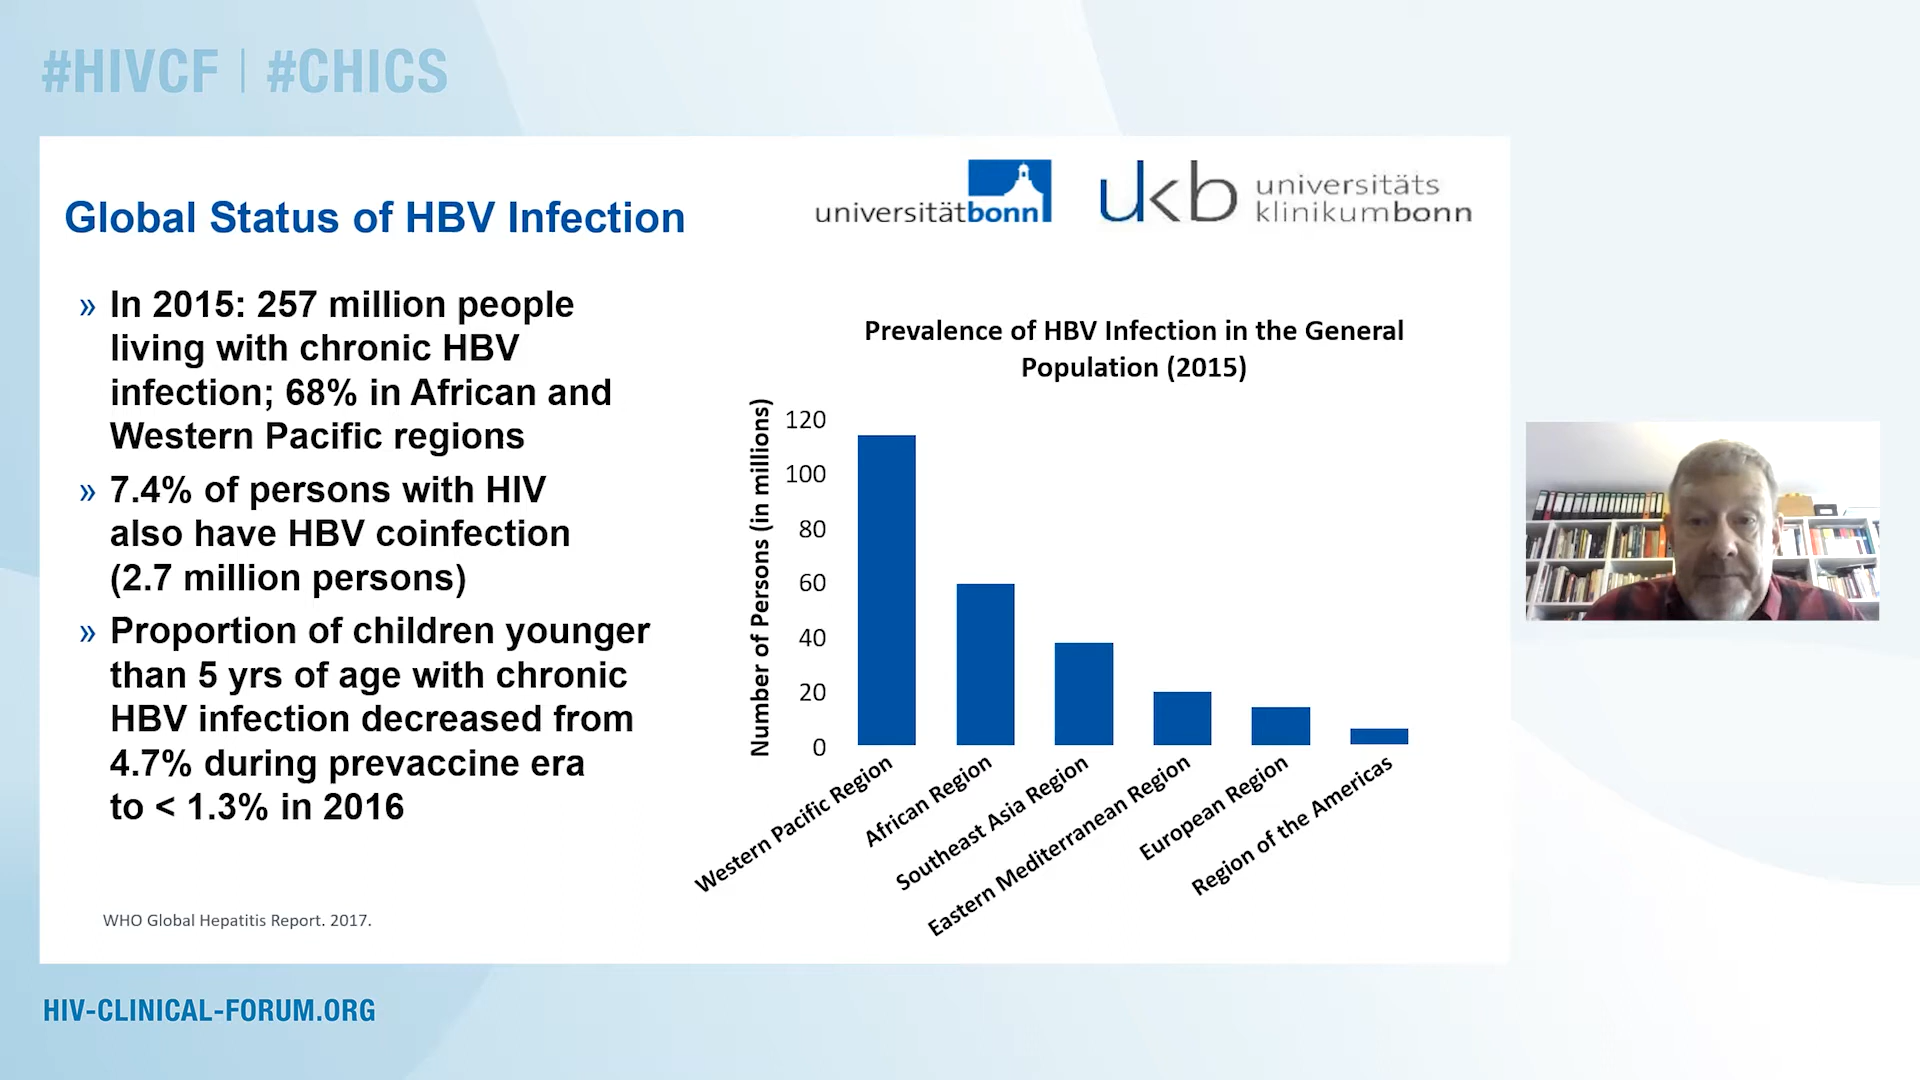 #HIVCF | #CHICS
universitätbonn
ukb
universitäts
klinikumbonn
Global Status of HBV Infection
» In 2015: 257 million people
living with chronic HBV
infection; 68% in African and
Western Pacific regions
» 7.4% of persons with HIV
also have HBV coinfection
(2.7 million persons)
» Proportion of children younger
than 5 yrs of age with chronic
HBV infection decreased from
4.7% during prevaccine era
to < 1.3% in 2016
WHO Global Hepatitis Report. 2017.
Prevalence of HBV Infection in the General
Population (2015)
Number of Persons (in millions)
120
100
80
60
40
20
0
Western Pacific Region
African Region
Southeast Asia Region
Eastern Mediterranean Region
European Region
Region of the Americas
HIV-CLINICAL-FORUM.ORG